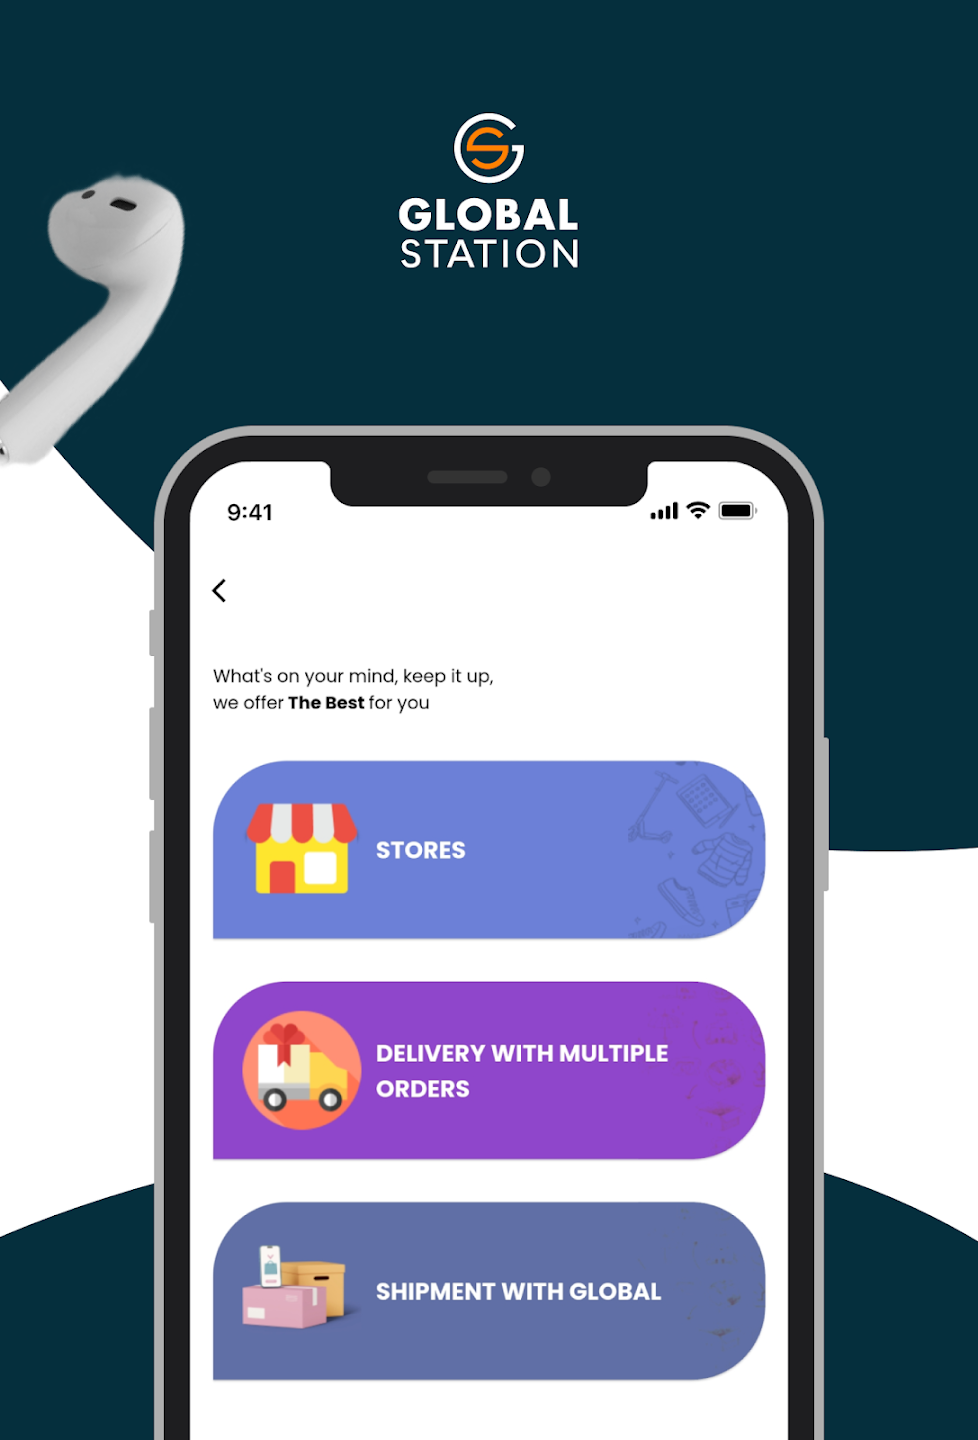 GLOBAL
STATION
9:41
What's on your mind, keep it up,
we offer The Best for you
STORES
DELIVERY WITH MULTIPLE
ORDERS
SHIPMENT WITH GLOBAL